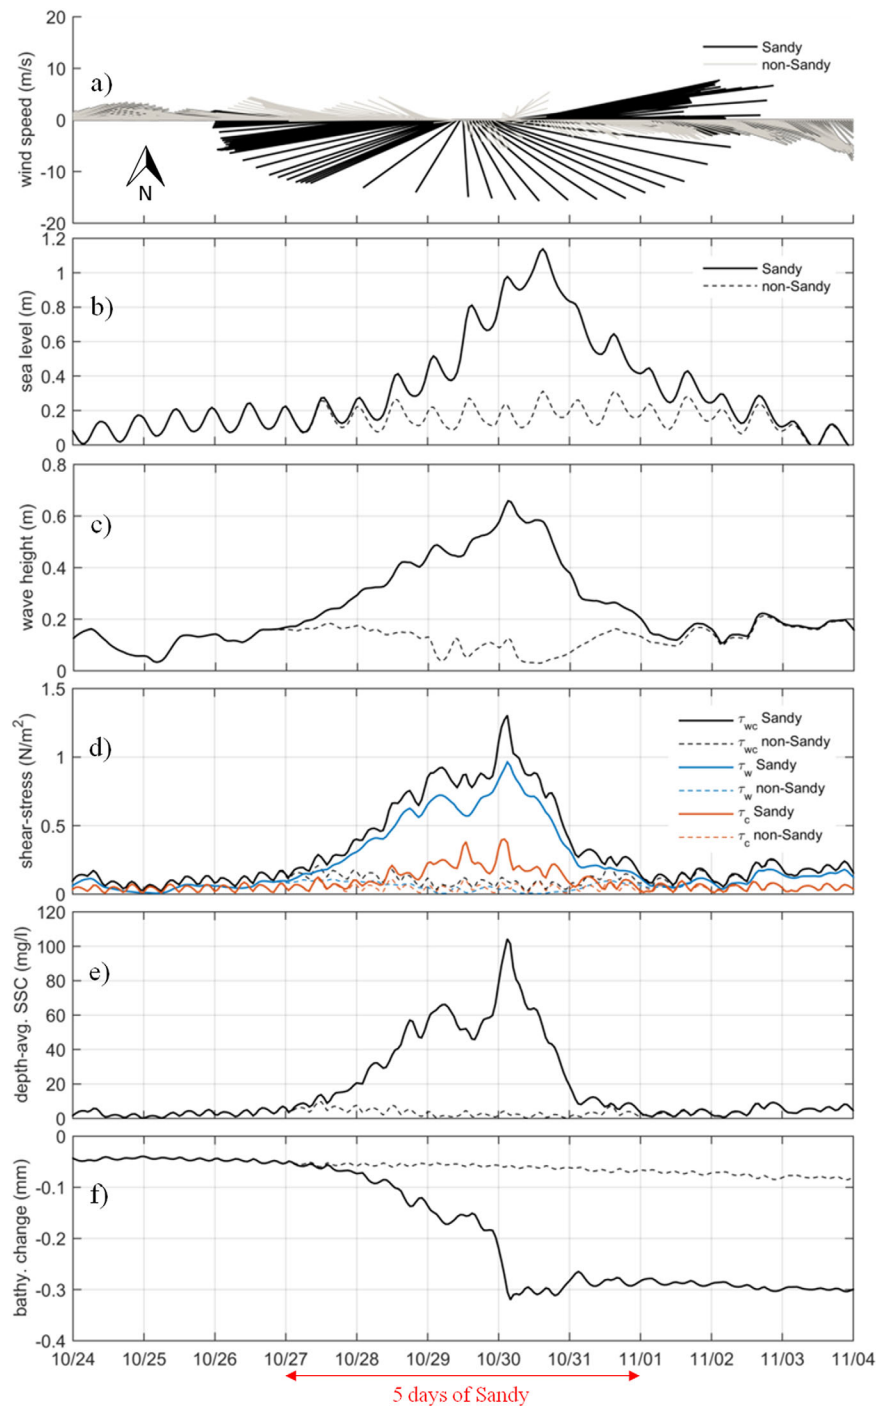 20
10
0
-10
-20
wind speed (m/s)
a)
N
Sandy
non-Sandy
1.2
1
0.8
0.6
0.4
0.2
0
sea level (m)
b)
Sandy
non-Sandy
0.8
0.6
0.4
0.2
0
wave height (m)
c)
1.5
1
0.5
0
shear-stress (N/m²)
d)
τwc Sandy
τwc non-Sandy
τw Sandy
τw non-Sandy
τc Sandy
τc non-Sandy
120
100
80
60
40
20
0
depth-avg. SSC (mg/l)
e)
0
-0.1
-0.2
-0.3
-0.4
bathy. change (mm)
f)
10/24 10/25 10/26 10/27 10/28 10/29 10/30 10/31 11/01 11/02 11/03 11/04
5 days of Sandy